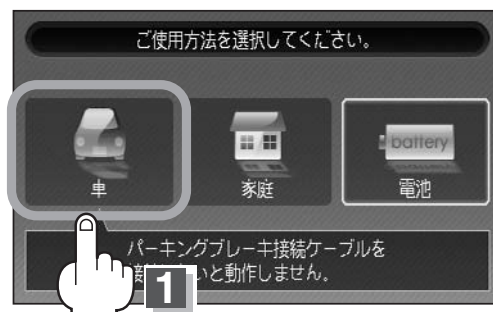 ご使用方法を選択してください。
車
家庭
battery
電池
パーキングブレーキ接続ケーブルを
いと動作しません。
1